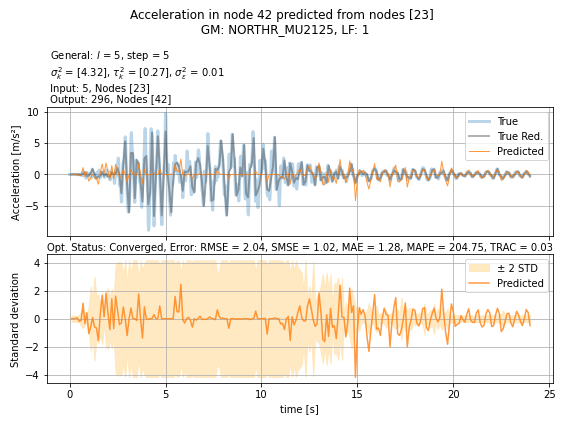 Acceleration in node 42 predicted from nodes [23]
GM: NORTHR_MU2125, LF: 1
General: l = 5, step = 5
σ²ₖ = [4.32], τ²ₖ = [0.27], σ²ε = 0.01
Input: 5, Nodes [23]
Output: 296, Nodes [42]
10
5
0
−5
Acceleration [m/s²]
True
True Red.
Predicted
Opt. Status: Converged, Error: RMSE = 2.04, SMSE = 1.02, MAE = 1.28, MAPE = 204.75, TRAC = 0.03
4
2
0
−2
−4
Standard deviation
± 2 STD
Predicted
0 5 10 15 20 25
time [s]